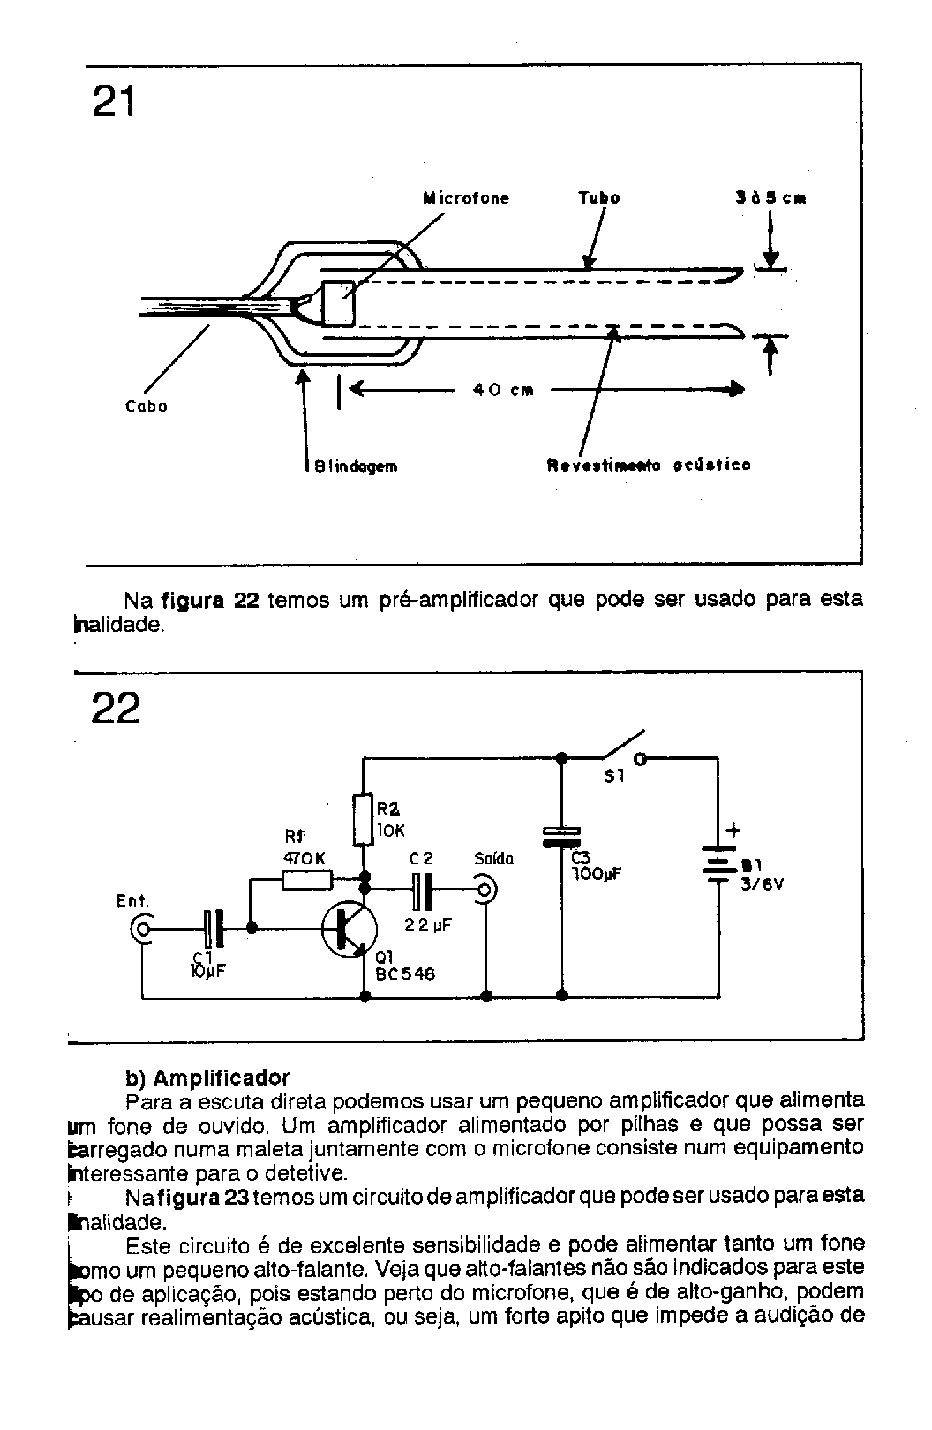 21
Microfone
Tubo
3 à 5 cm
Cabo
40 cm
Blindagem
Revestimento acústico
Na figura 22 temos um pré-amplificador que pode ser usado para esta
inalidade.
22
S1
R2
10K
R1
470K
C2
Saída
C3
100µF
+
B1
3/6V
Ent.
22µF
C1
10µF
Q1
BC548
b) Amplificador
Para a escuta direta podemos usar um pequeno amplificador que alimenta
um fone de ouvido. Um amplificador alimentado por pilhas e que possa ser
carregado numa maleta juntamente com o microfone consiste num equipamento
interessante para o detetive.
Na figura 23 temos um circuito de amplificador que pode ser usado para esta
finalidade.
Este circuito é de excelente sensibilidade e pode alimentar tanto um fone
como um pequeno alto-falante. Veja que alto-falantes não são indicados para este
tipo de aplicação, pois estando perto do microfone, que é de alto-ganho, podem
causar realimentação acústica, ou seja, um forte apito que impede a audição de